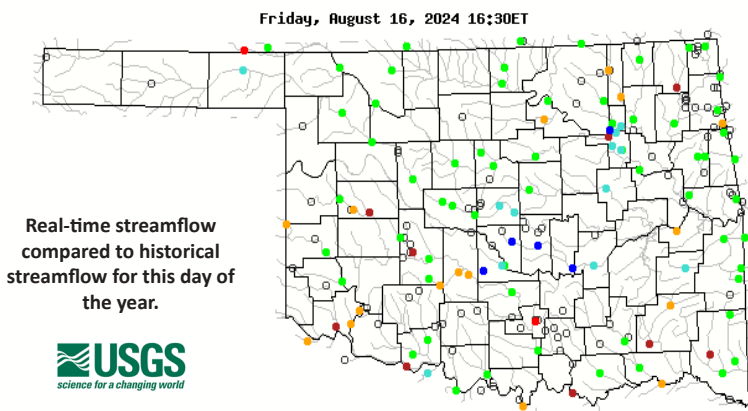 Friday, August 16, 2024 16:30ET
Real-time streamflow
compared to historical
streamflow for this day of
the year.
USGS
science for a changing world